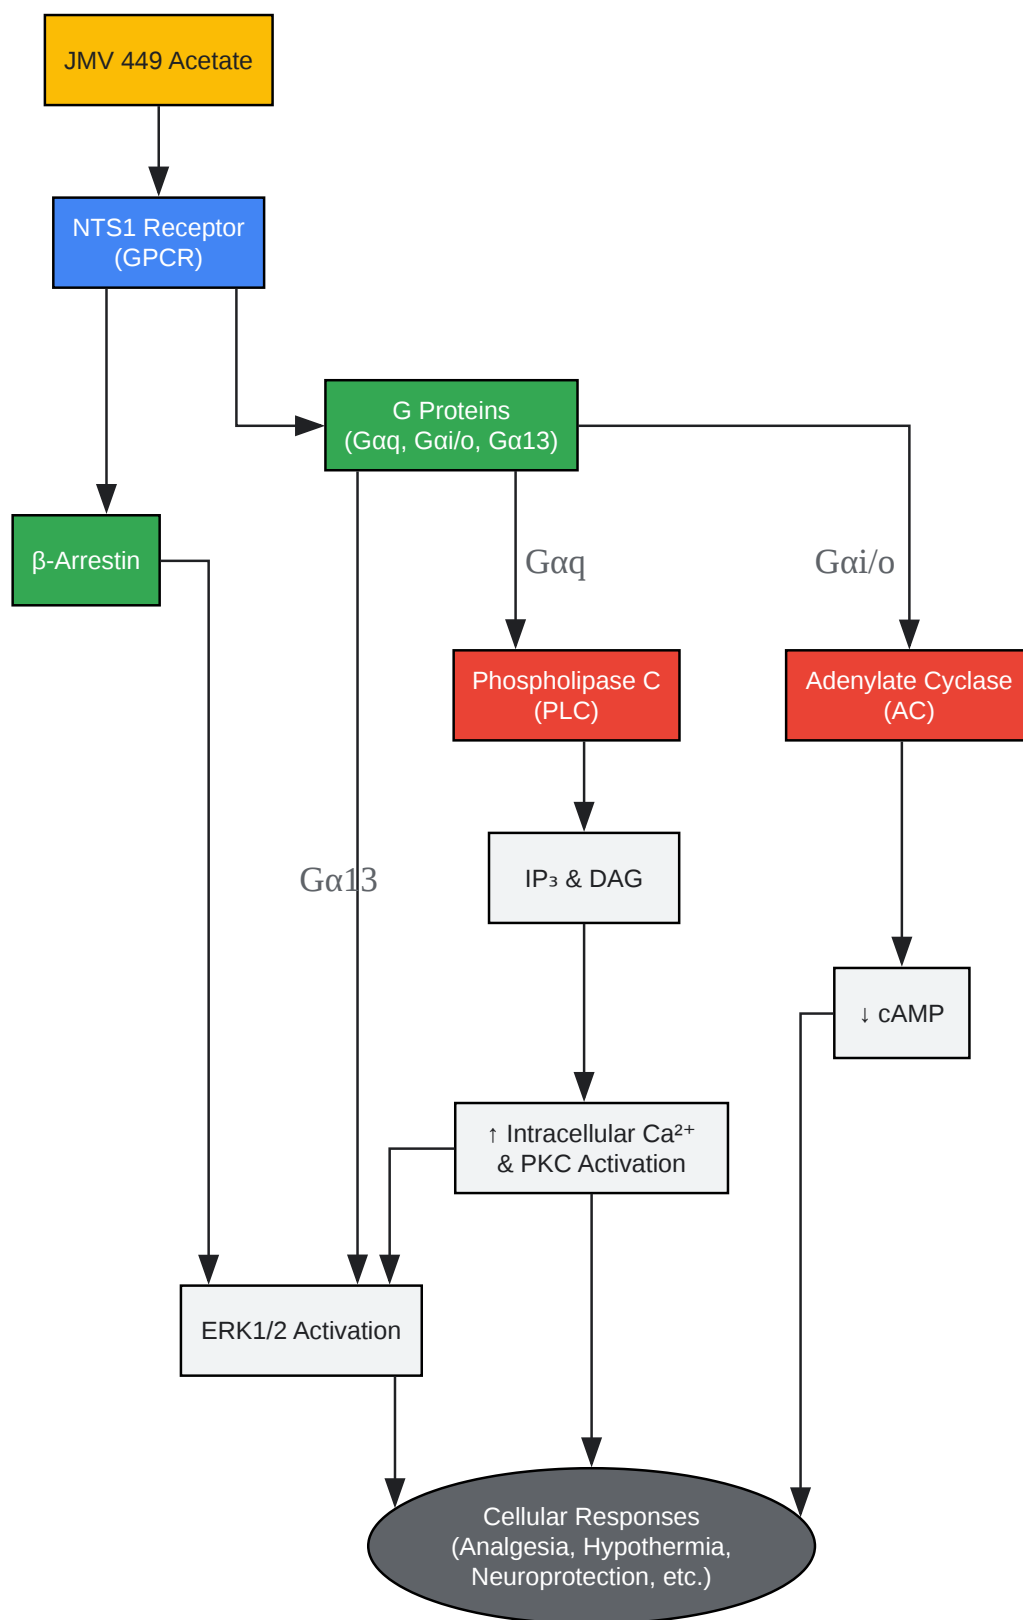 JMV 449 Acetate
NTS1 Receptor
(GPCR)
G Proteins
(Gαq, Gαi/o, Gα13)
β-Arrestin
Gαq
Gαi/o
Phospholipase C
(PLC)
Adenylate Cyclase
(AC)
Gα13
IP₃ & DAG
↓ cAMP
↑ Intracellular Ca²⁺
& PKC Activation
ERK1/2 Activation
Cellular Responses
(Analgesia, Hypothermia,
Neuroprotection, etc.)